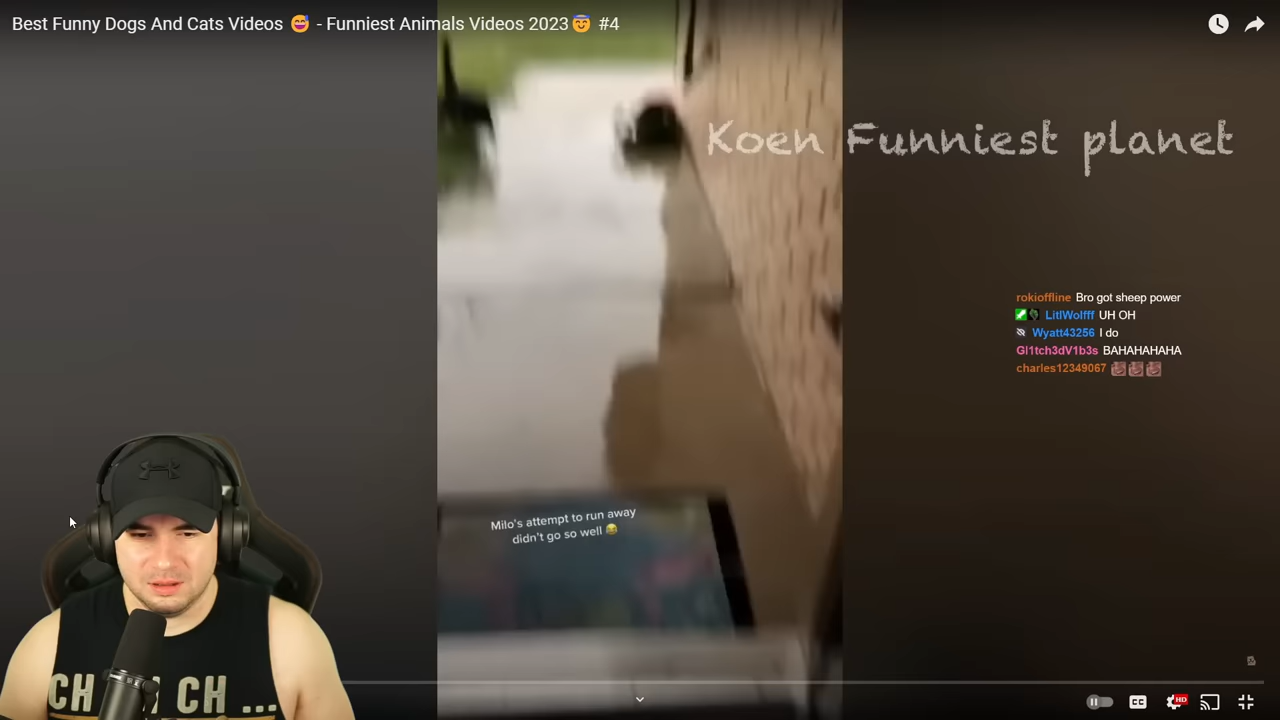 Best Funny Dogs And Cats Videos 😅 - Funniest Animals Videos 2023😇 #4
Koen Funniest planet
rokioffline Bro got sheep power
LitlWolfff UH OH
Wyatt43256 I do
Gl1tch3dV1b3s BAHAHAHAHA
charles12349067
Milo's attempt to run away
didn't go so well 😂
CH CH ...
CC
HD